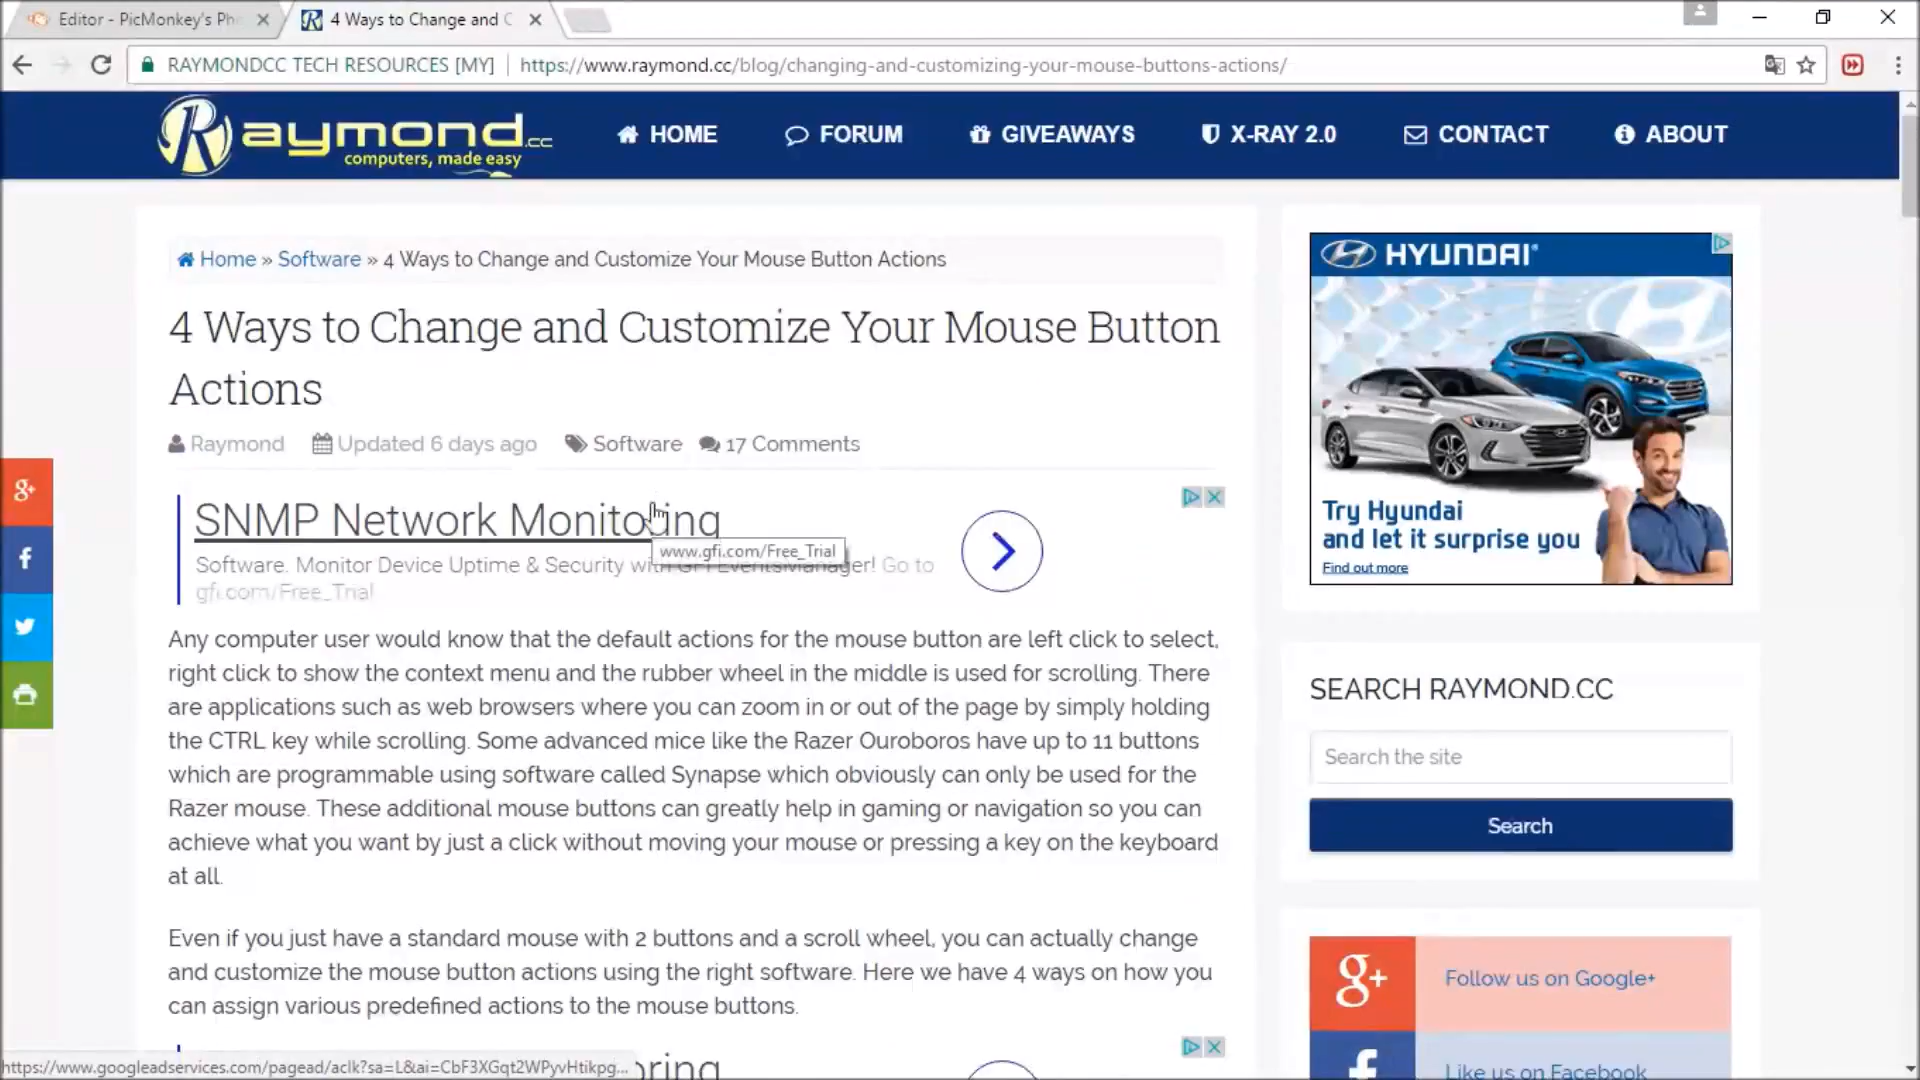 Editor - PicMonkey's Ph
4 Ways to Change and C
RAYMONDCC TECH RESOURCES [MY]
https://www.raymond.cc/blog/changing-and-customizing-your-mouse-buttons-actions/
Raymond.cc
computers, made easy
HOME
FORUM
GIVEAWAYS
X-RAY 2.0
CONTACT
ABOUT
Home » Software » 4 Ways to Change and Customize Your Mouse Button Actions
4 Ways to Change and Customize Your Mouse Button
Actions
Raymond
Updated 6 days ago
Software
17 Comments
SNMP Network Monitoring
www.gfi.com/Free_Trial
Software. Monitor Device Uptime & Security with GFI EventsManager! Go to
gfi.com/Free_Trial
Any computer user would know that the default actions for the mouse button are left click to select,
right click to show the context menu and the rubber wheel in the middle is used for scrolling. There
are applications such as web browsers where you can zoom in or out of the page by simply holding
the CTRL key while scrolling. Some advanced mice like the Razer Ouroboros have up to 11 buttons
which are programmable using software called Synapse which obviously can only be used for the
Razer mouse. These additional mouse buttons can greatly help in gaming or navigation so you can
achieve what you want by just a click without moving your mouse or pressing a key on the keyboard
at all.
Even if you just have a standard mouse with 2 buttons and a scroll wheel, you can actually change
and customize the mouse button actions using the right software. Here we have 4 ways on how you
can assign various predefined actions to the mouse buttons.
oring
https://www.googleadservices.com/pagead/aclk?sa=L&ai=CbF3XGqt2WPyvHtikpg...
HYUNDAI
Try Hyundai
and let it surprise you
Find out more
SEARCH RAYMOND.CC
Search the site
Search
g+
Follow us on Google+
f
Like us on Facebook
g+
f